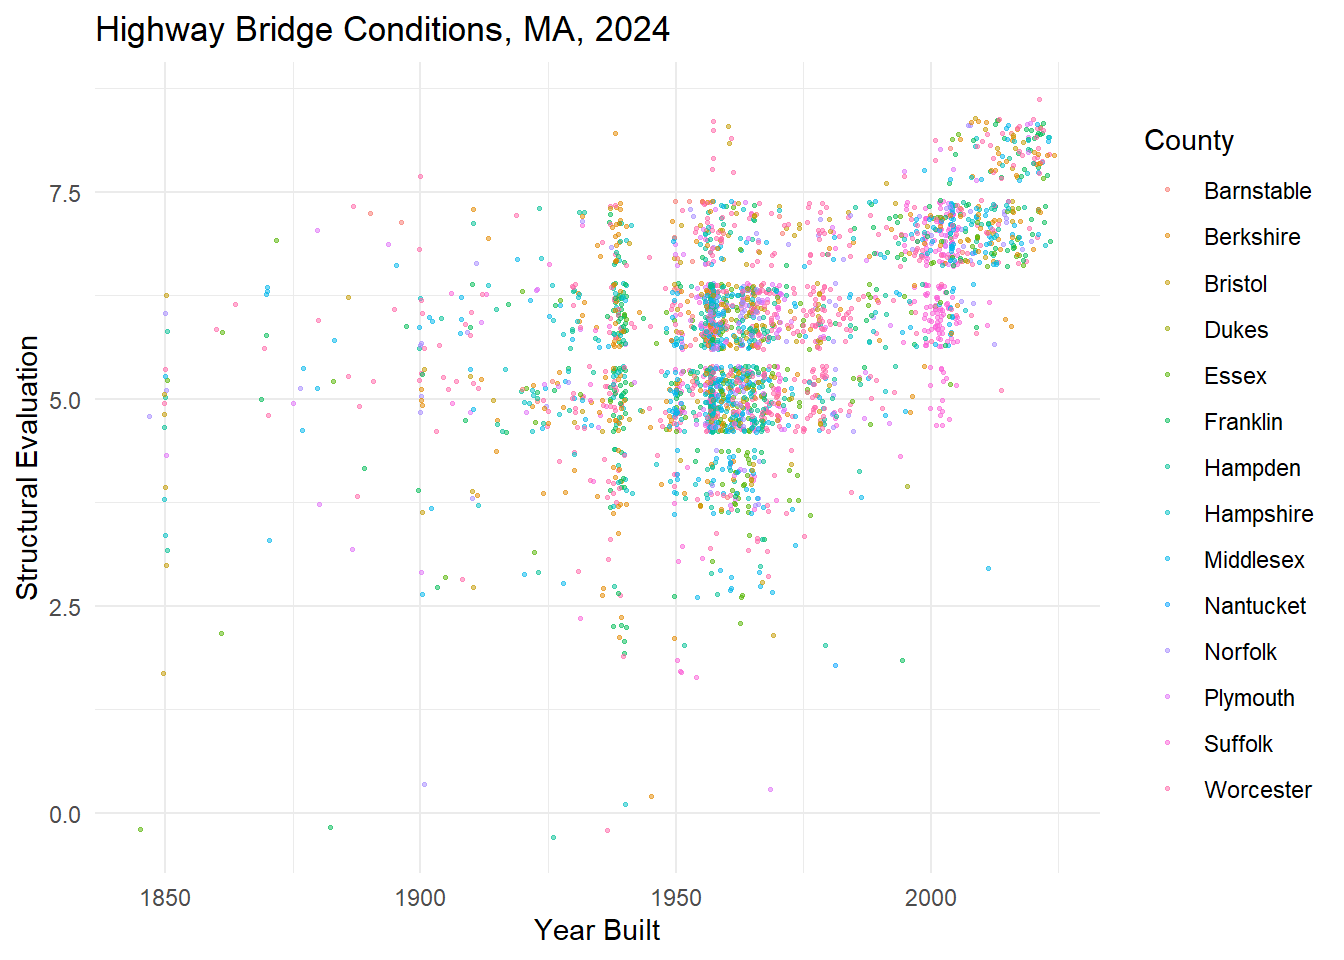 Highway Bridge Conditions, MA, 2024
Structural Evaluation
7.5
5.0
2.5
0.0
1850
1900
1950
2000
Year Built
County
Barnstable
Berkshire
Bristol
Dukes
Essex
Franklin
Hampden
Hampshire
Middlesex
Nantucket
Norfolk
Plymouth
Suffolk
Worcester